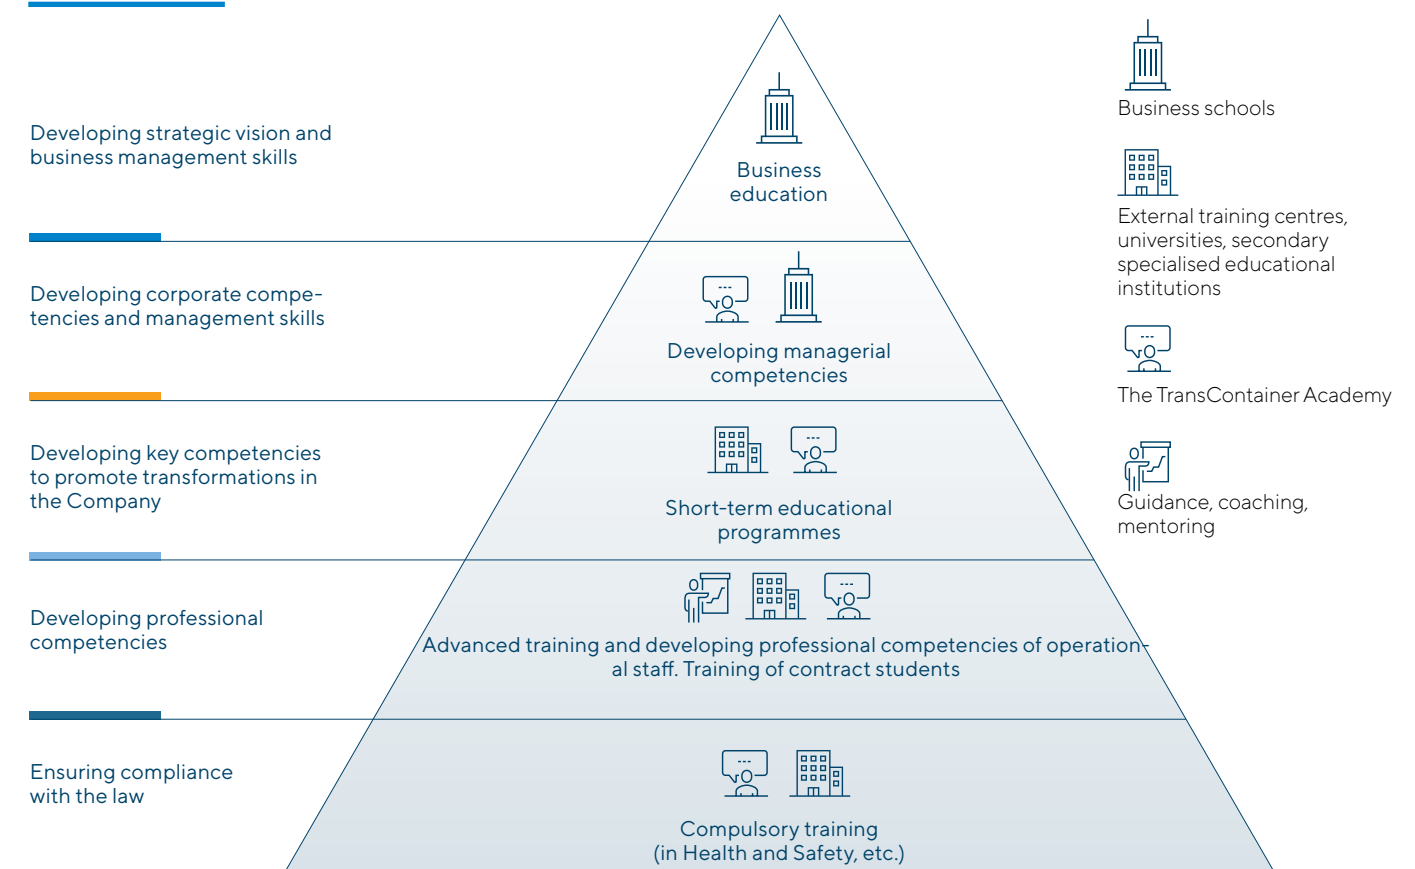 Developing strategic vision and
business management skills
Developing corporate compe-
tencies and management skills
Developing key competencies
to promote transformations in
the Company
Developing professional
competencies
Ensuring compliance
with the law
Business
education
Developing managerial
competencies
Short-term educational
programmes
Advanced training and developing professional competencies of operation-
al staff. Training of contract students
Compulsory training
(in Health and Safety, etc.)
Business schools
External training centres,
universities, secondary
specialised educational
institutions
The TransContainer Academy
Guidance, coaching,
mentoring